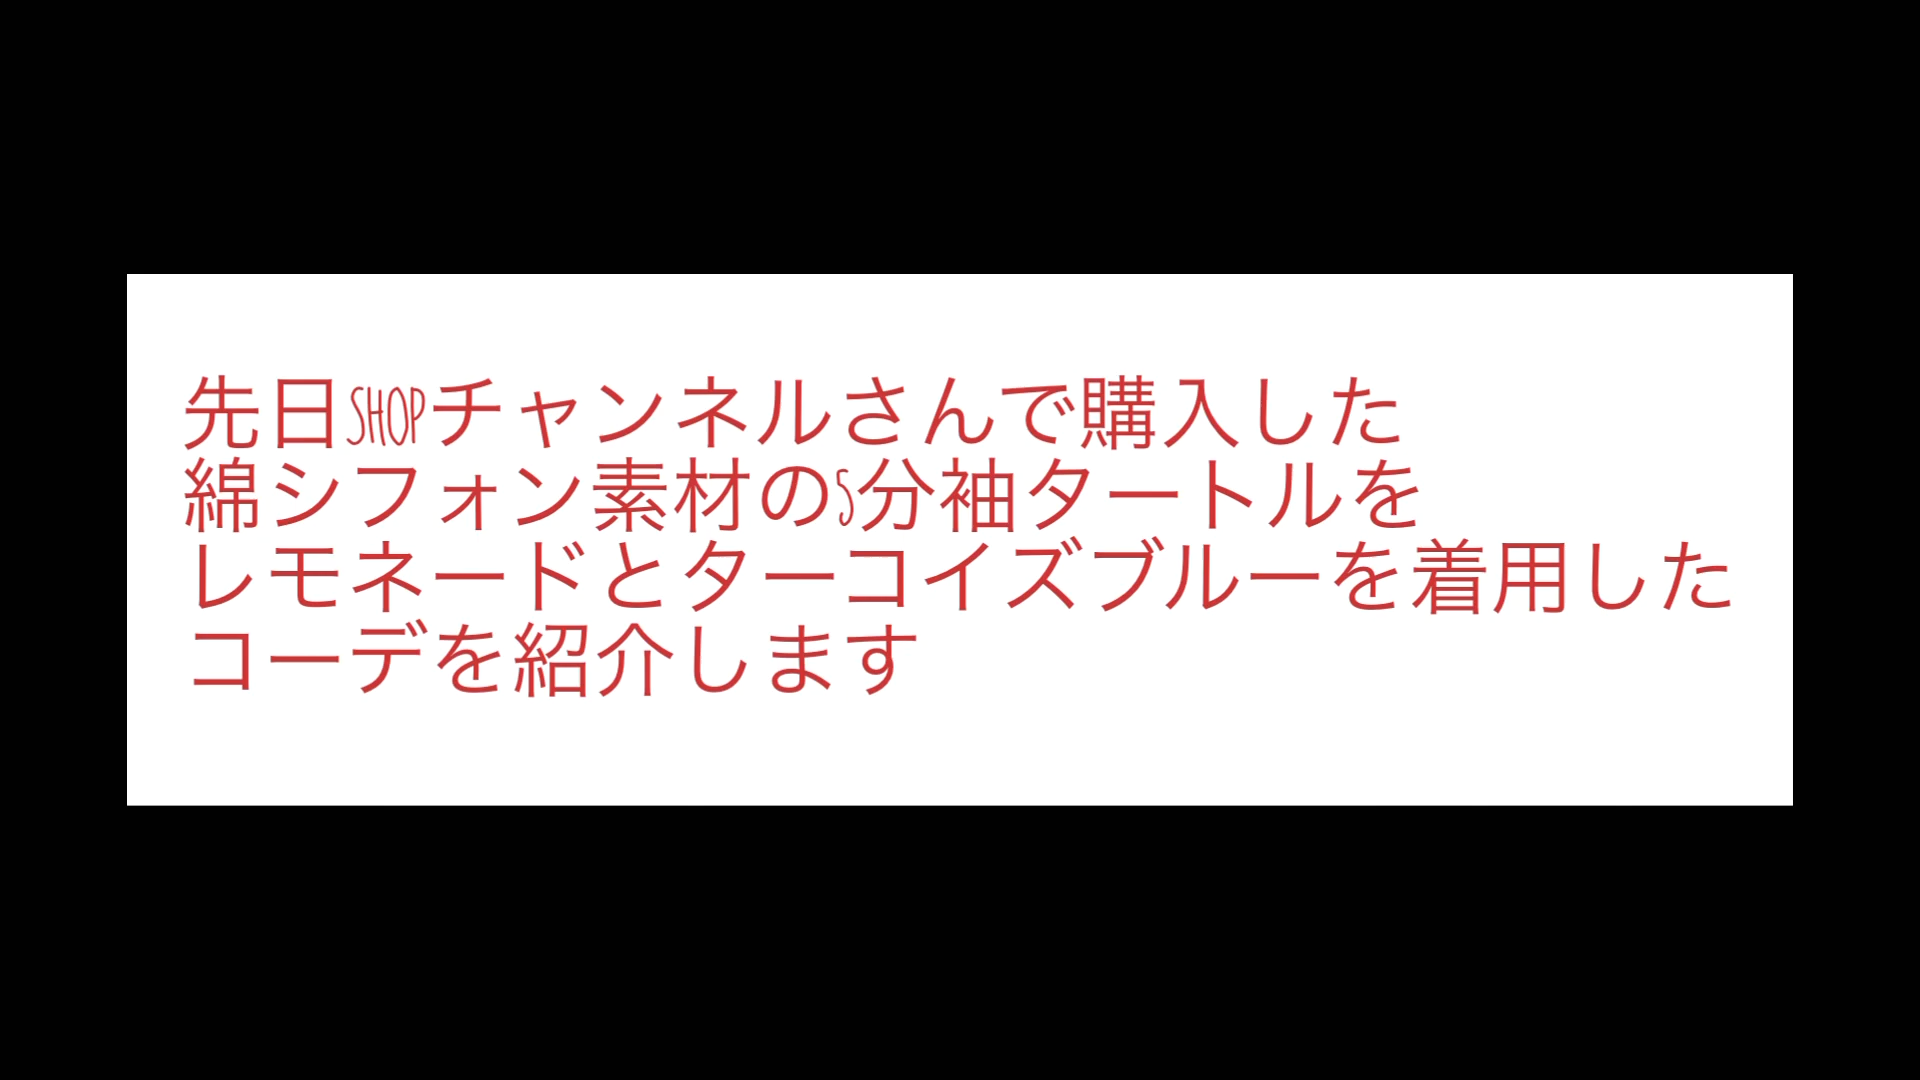 先日SHOPチャンネルさんで購入した
綿シフォン素材の5分袖タートルを
レモネードとターコイズブルーを着用した
コーデを紹介します